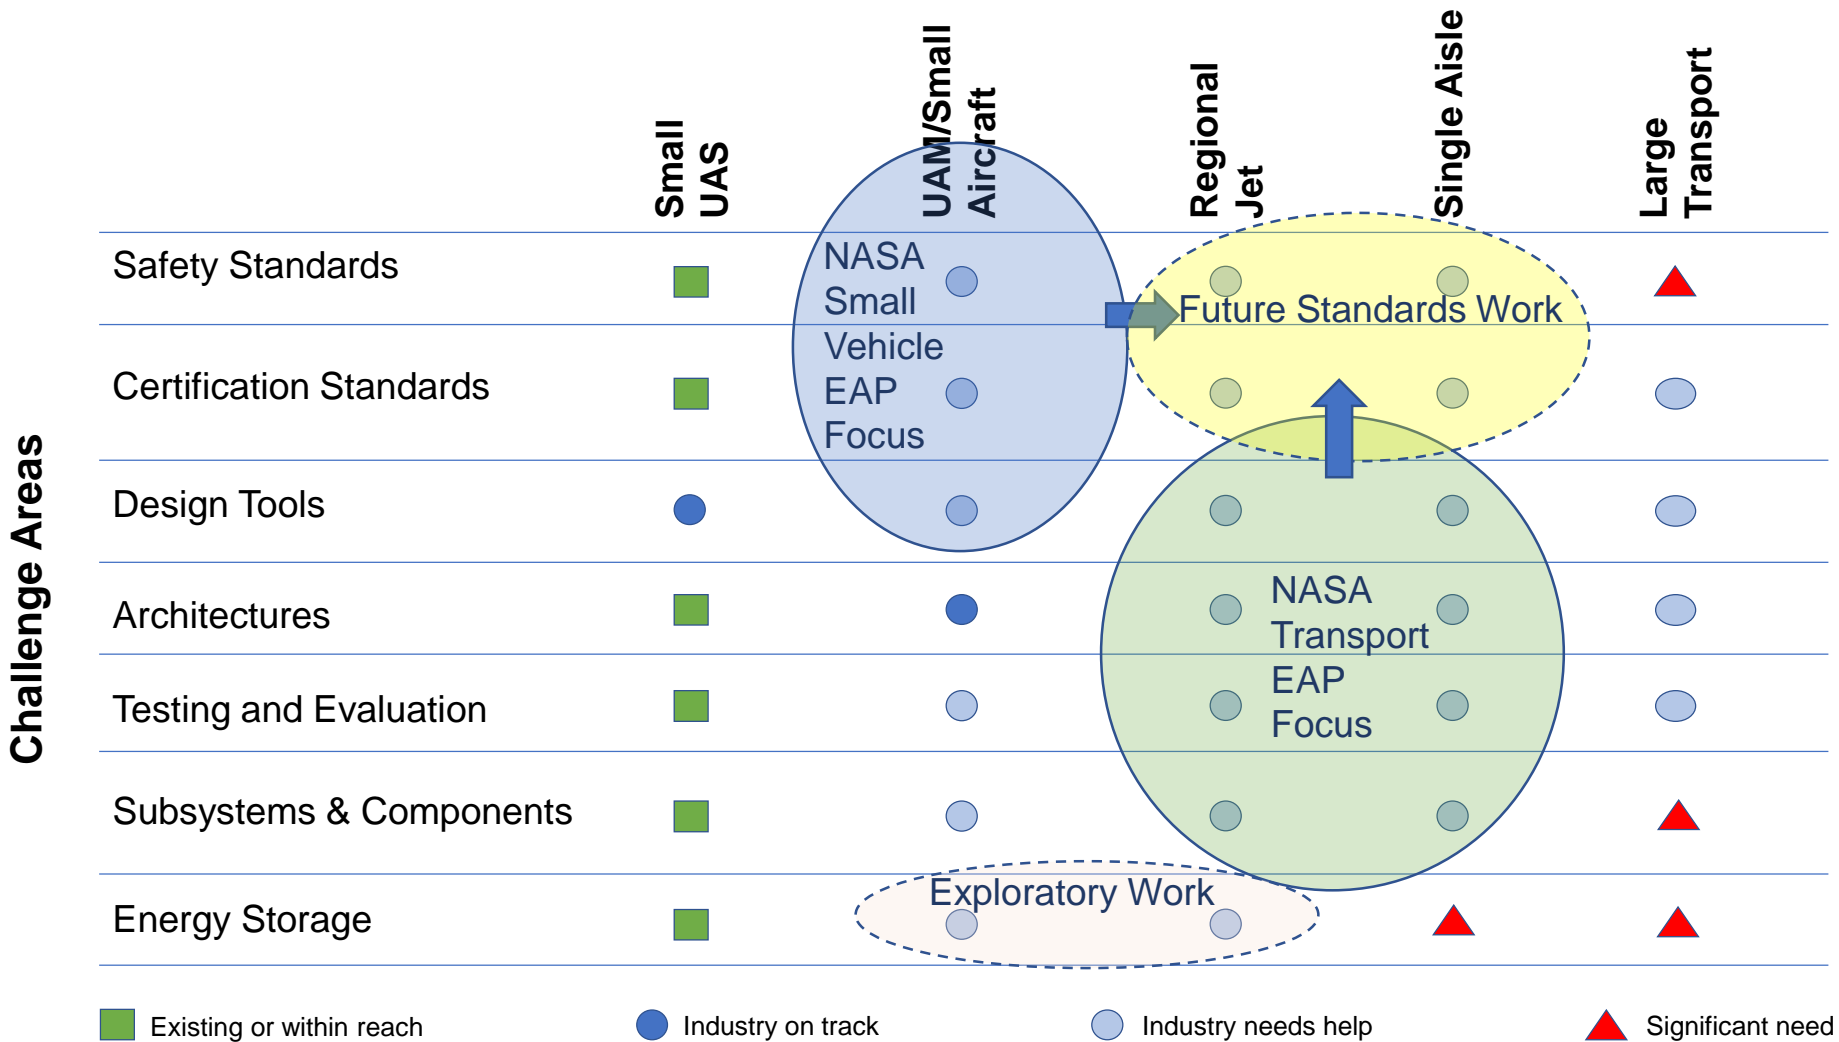 Small
UAS
UAM/Small
Aircraft
Regional
Jet
Single Aisle
Large
Transport
Challenge Areas
Safety Standards
Certification Standards
Design Tools
Architectures
Testing and Evaluation
Subsystems & Components
Energy Storage
NASA
Small
Vehicle
EAP
Focus
Future Standards Work
NASA
Transport
EAP
Focus
Exploratory Work
Existing or within reach
Industry on track
Industry needs help
Significant need